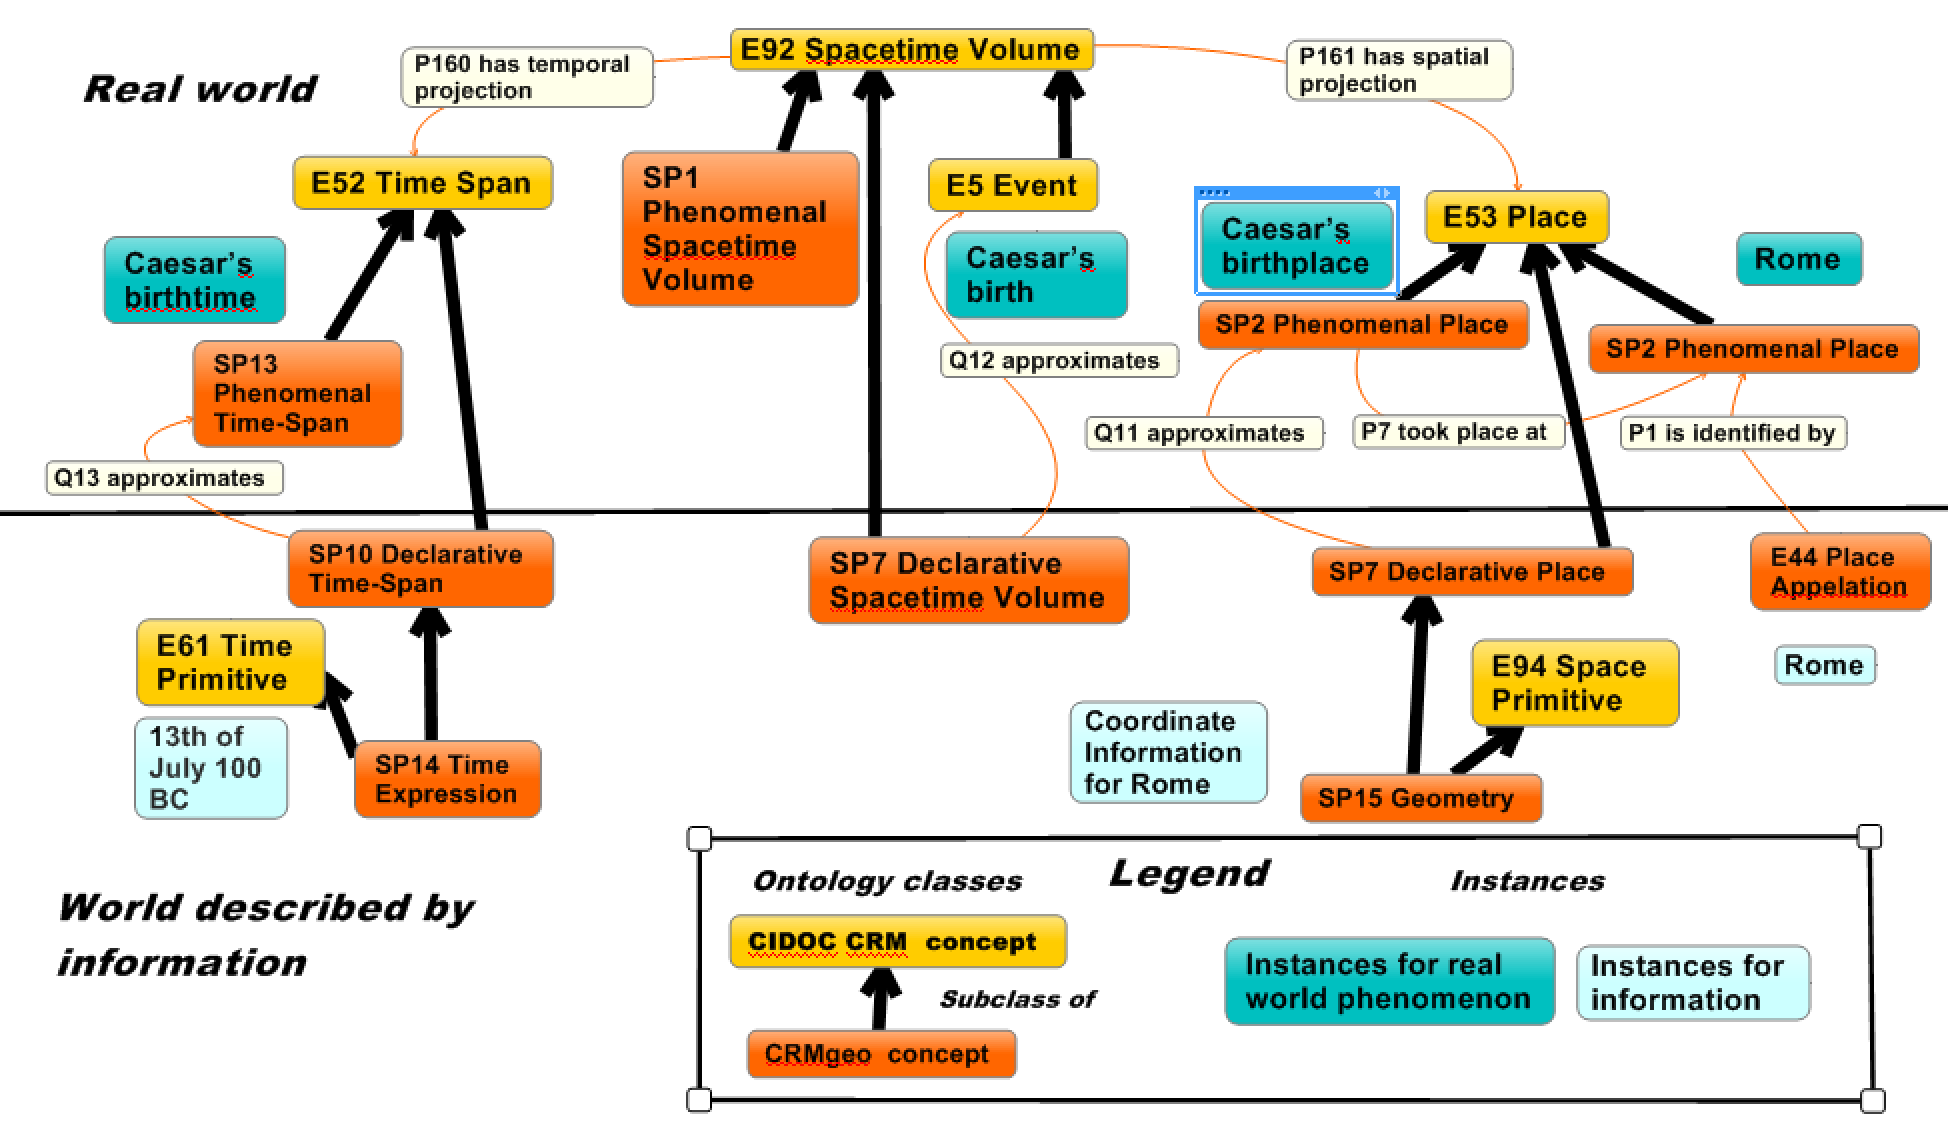 Real world
P160 has temporal
projection
E92 Spacetime Volume
P161 has spatial
projection
E52 Time Span
SP1
Phenomenal
Spacetime
Volume
E5 Event
Caesar's
birthplace
E53 Place
Caesar's
birthtime
Caesar's
birth
Rome
SP2 Phenomenal Place
SP2 Phenomenal Place
SP13
Phenomenal
Time-Span
Q12 approximates
Q11 approximates
P7 took place at
P1 is identified by
Q13 approximates
SP10 Declarative
Time-Span
SP7 Declarative
Spacetime Volume
SP7 Declarative Place
E44 Place
Appelation
E61 Time
Primitive
E94 Space
Primitive
Rome
13th of
July 100
BC
SP14 Time
Expression
Coordinate
Information
for Rome
SP15 Geometry
World described by
information
Legend
Ontology classes
Instances
CIDOC CRM concept
Subclass of
CRMgeo concept
Instances for real
world phenomenon
Instances for
information